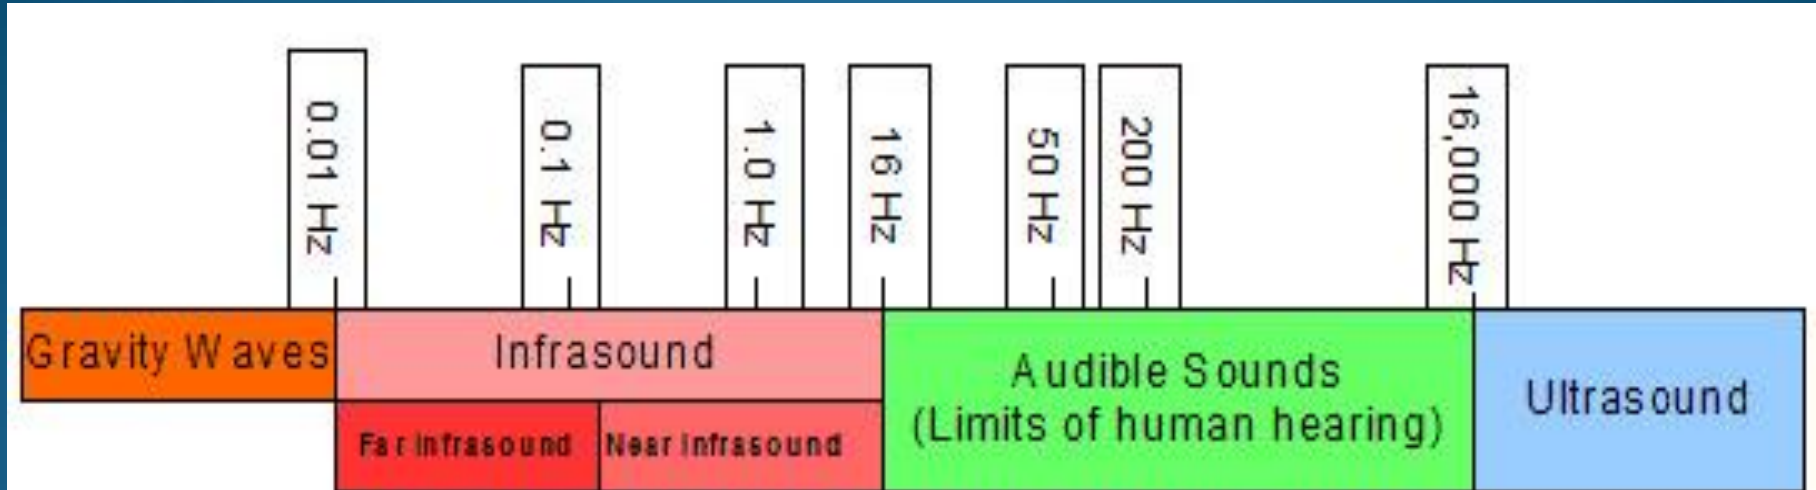 0.01 Hz
0.1 Hz
1.0 Hz
16 Hz
50 Hz
200 Hz
16,000 Hz
Gravity Waves
Infrasound
Audible Sounds
(Limits of human hearing)
Ultrasound
Far Infrasound
Near Infrasound